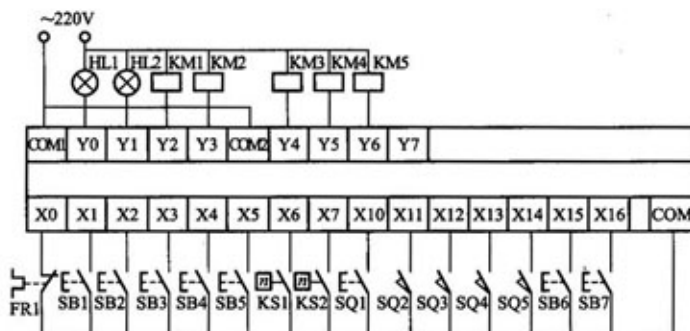 ~220V
HL1 HL2 KM1 KM2 KM3 KM4 KM5
COM1 Y0 Y1 Y2 Y3 COM2 Y4 Y5 Y6 Y7
X0 X1 X2 X3 X4 X5 X6 X7 X10 X11 X12 X13 X14 X15 X16 COM
n n
FR1 SB1 SB2 SB3 SB4 SB5 KS1 KS2 SQ1 SQ2 SQ3 SQ4 SQ5 SB6 SB7